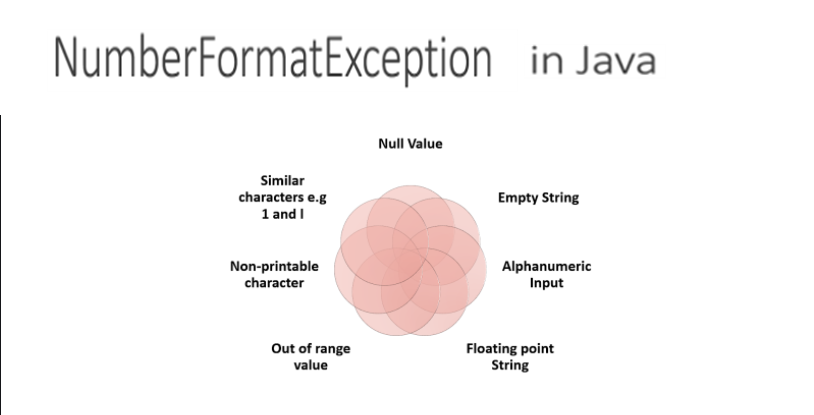 NumberFormatException in Java
Null Value
Similar
characters e.g
1 and l
Empty String
Non-printable
character
Alphanumeric
Input
Out of range
value
Floating point
String